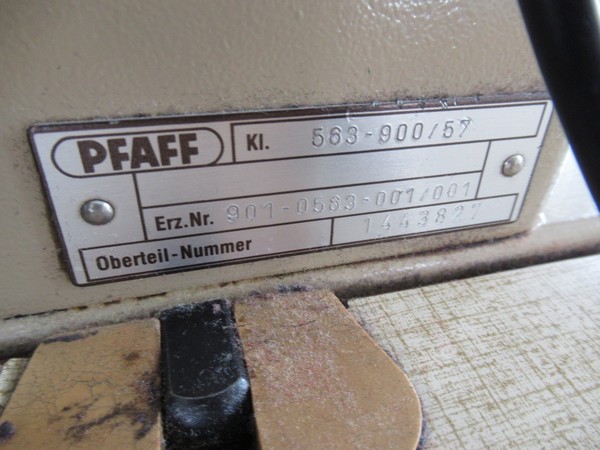 PFAFF Kl. 563-900/57
Erz.Nr. 901-0563-001/001
Oberteil-Nummer 1443827